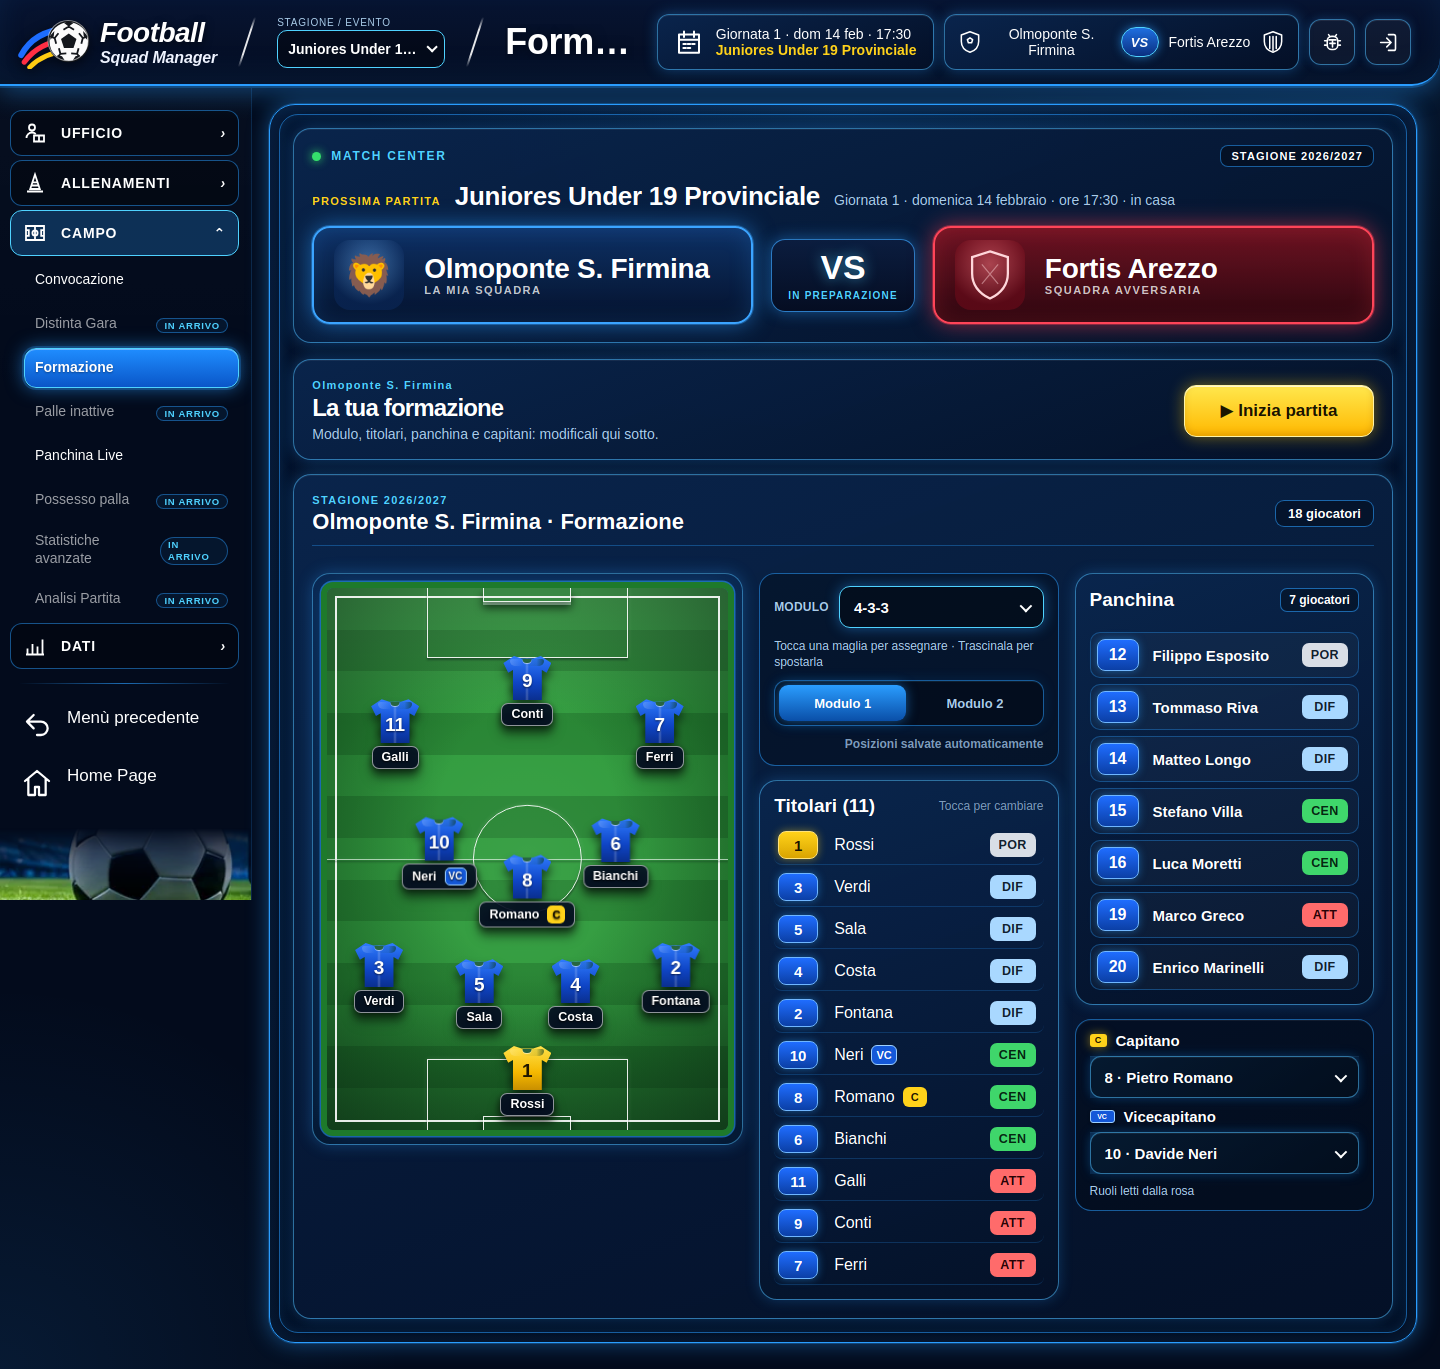 Football
Squad Manager
STAGIONE / EVENTO
Juniores Under 1...
Form...
Giornata 1 · dom 14 feb · 17:30
Juniores Under 19 Provinciale
Olmoponte S. Firmina
VS
Fortis Arezzo
UFFICIO
ALLENAMENTI
CAMPO
Convocazione
Distinta Gara IN ARRIVO
Formazione
Palle inattive IN ARRIVO
Panchina Live
Possesso palla IN ARRIVO
Statistiche avanzate IN ARRIVO
Analisi Partita IN ARRIVO
DATI
Menù precedente
Home Page
MATCH CENTER
STAGIONE 2026/2027
PROSSIMA PARTITA Juniores Under 19 Provinciale Giornata 1 · domenica 14 febbraio · ore 17:30 · in casa
Olmoponte S. Firmina
LA MIA SQUADRA
VS
IN PREPARAZIONE
Fortis Arezzo
SQUADRA AVVERSARIA
Olmoponte S. Firmina
La tua formazione
Modulo, titolari, panchina e capitani: modificali qui sotto.
▶ Inizia partita
STAGIONE 2026/2027
Olmoponte S. Firmina · Formazione
18 giocatori
9
Conti
11
Galli
7
Ferri
10
Neri VC
6
Bianchi
8
Romano C
3
Verdi
2
Fontana
5
Sala
4
Costa
1
Rossi
MODULO 4-3-3
Tocca una maglia per assegnare · Trascinala per
spostarla
Modulo 1 Modulo 2
Posizioni salvate automaticamente
Titolari (11) Tocca per cambiare
1 Rossi POR
3 Verdi DIF
5 Sala DIF
4 Costa DIF
2 Fontana DIF
10 Neri VC CEN
8 Romano C CEN
6 Bianchi CEN
11 Galli ATT
9 Conti ATT
7 Ferri ATT
Panchina 7 giocatori
12 Filippo Esposito POR
13 Tommaso Riva DIF
14 Matteo Longo DIF
15 Stefano Villa CEN
16 Luca Moretti CEN
19 Marco Greco ATT
20 Enrico Marinelli DIF
C Capitano
8 · Pietro Romano
VC Vicecapitano
10 · Davide Neri
Ruoli letti dalla rosa